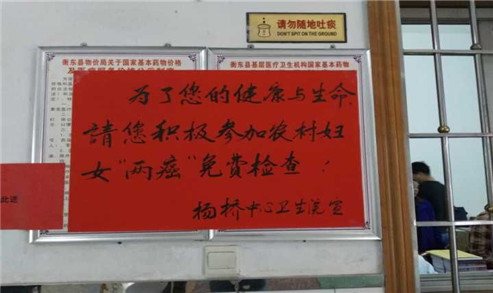 请勿随地吐痰
DON'T SPIT ON THE GROUND
衡东县物价局关于国家基本药物价格
衡东县基层医疗卫生机构国家基本药物
为了您的健康与生命
請您积极参加农村妇
女“两癌”免费检查！
杨桥中心卫生院宣